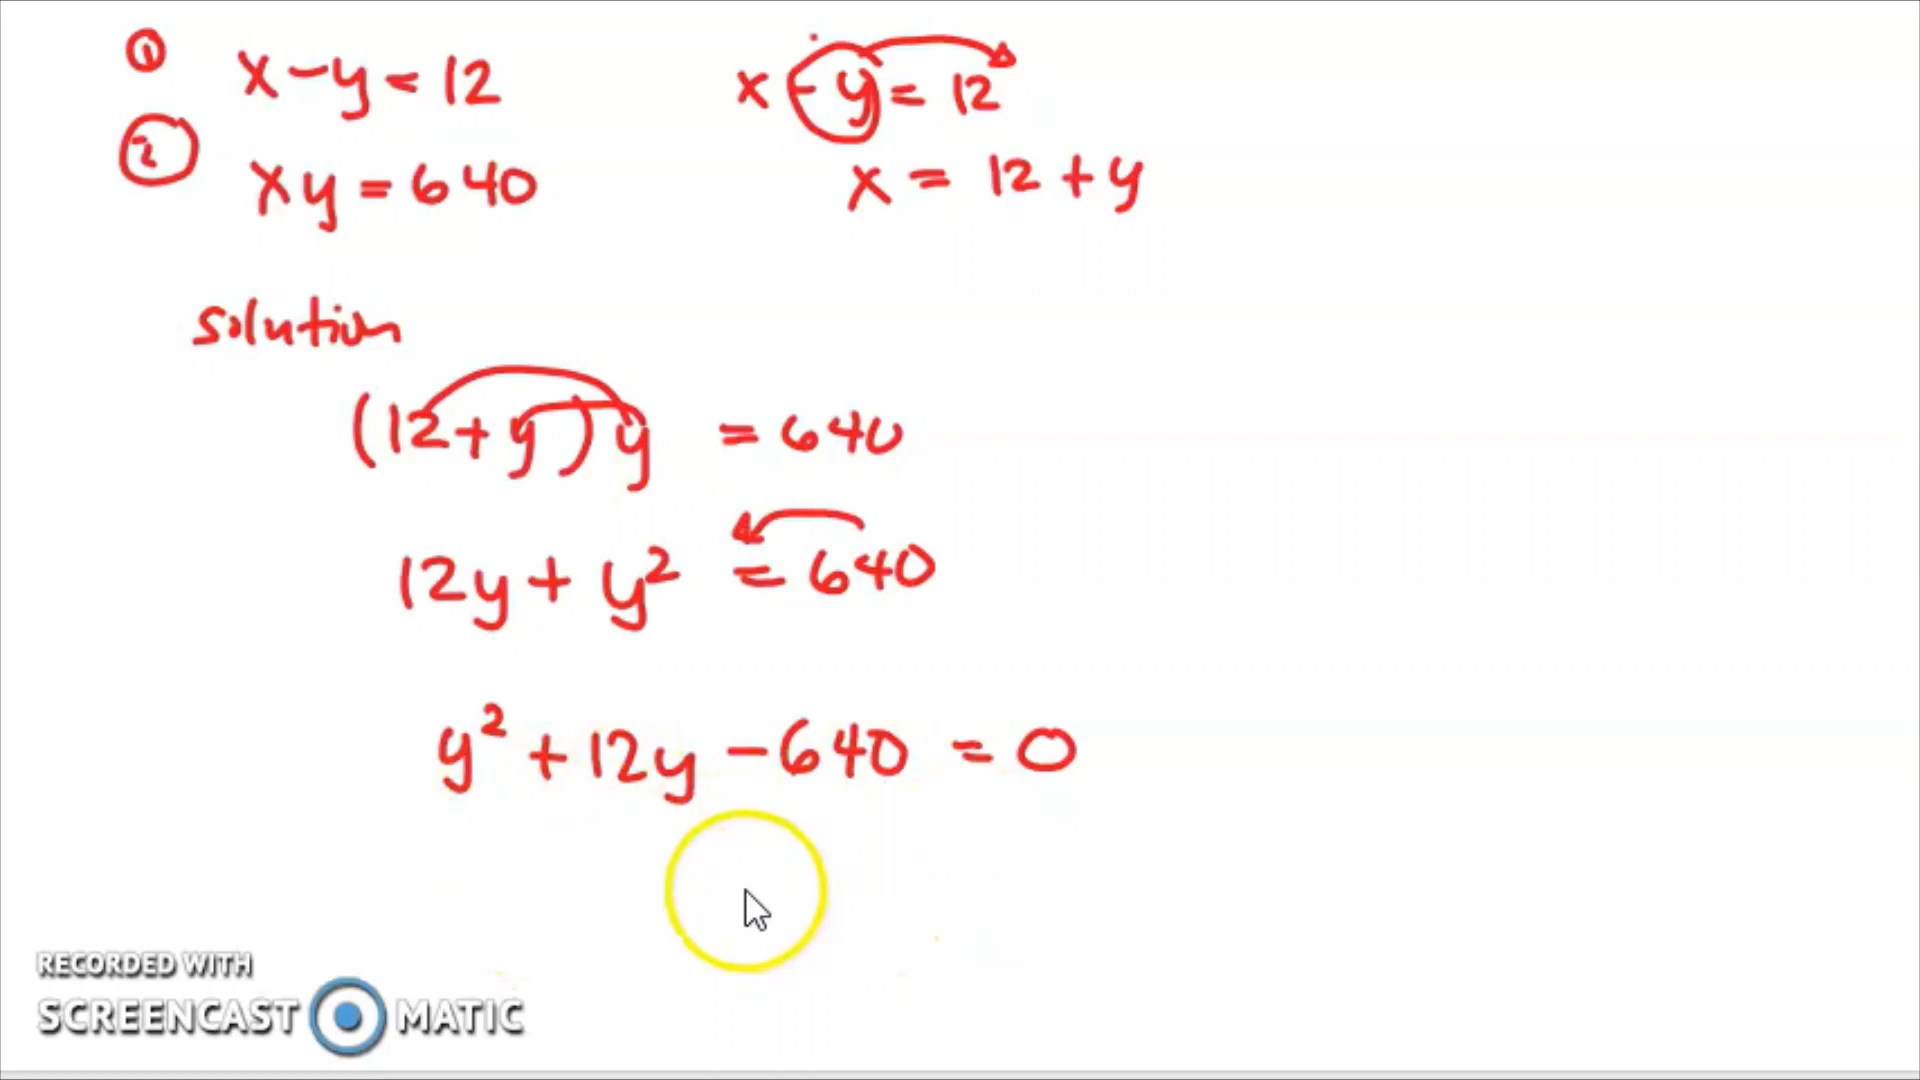 ① x - y = 12
② xy = 640
x - y = 12
x = 12 + y
solution
(12 + y) y = 640
12y + y² = 640
y² + 12y - 640 = 0
RECORDED WITH
SCREENCAST MATIC